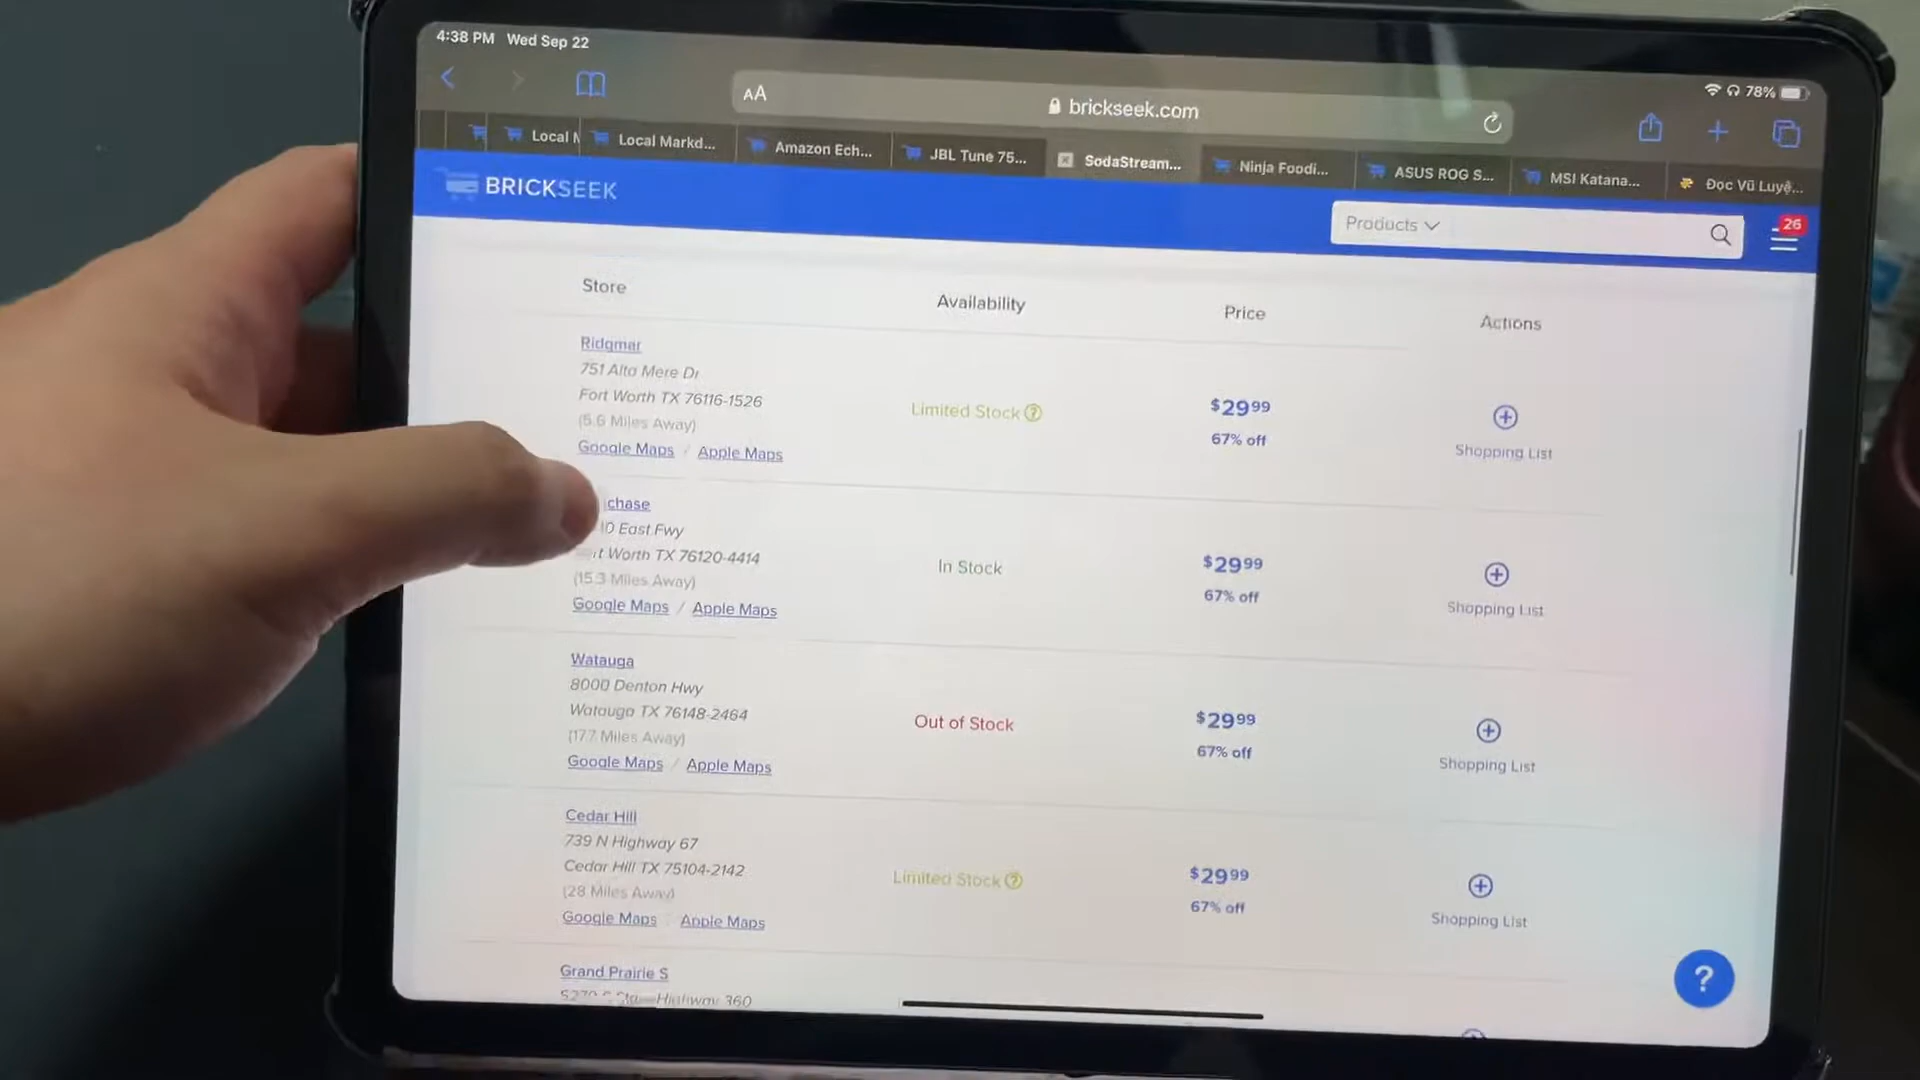 4:38 PM Wed Sep 22
78%
AA
brickseek.com
Local M
Local Markd...
Amazon Ech...
JBL Tune 75...
SodaStream...
Ninja Foodi...
ASUS ROG S...
MSI Katana...
Đọc Vũ Luyệ...
BRICKSEEK
Products
26
Store
Availability
Price
Actions
Ridgmar
751 Alta Mere Dr
Fort Worth TX 76116-1526
(5.6 Miles Away)
Google Maps / Apple Maps
Limited Stock ?
$29.99
67% off
Shopping List
chase
0 East Fwy
rt Worth TX 76120-4414
(15.3 Miles Away)
Google Maps / Apple Maps
In Stock
$29.99
67% off
Shopping List
Watauga
8000 Denton Hwy
Watauga TX 76148-2464
(17.7 Miles Away)
Google Maps / Apple Maps
Out of Stock
$29.99
67% off
Shopping List
Cedar Hill
739 N Highway 67
Cedar Hill TX 75104-2142
(28 Miles Away)
Google Maps / Apple Maps
Limited Stock ?
$29.99
67% off
Shopping List
Grand Prairie S
Highway 360
?